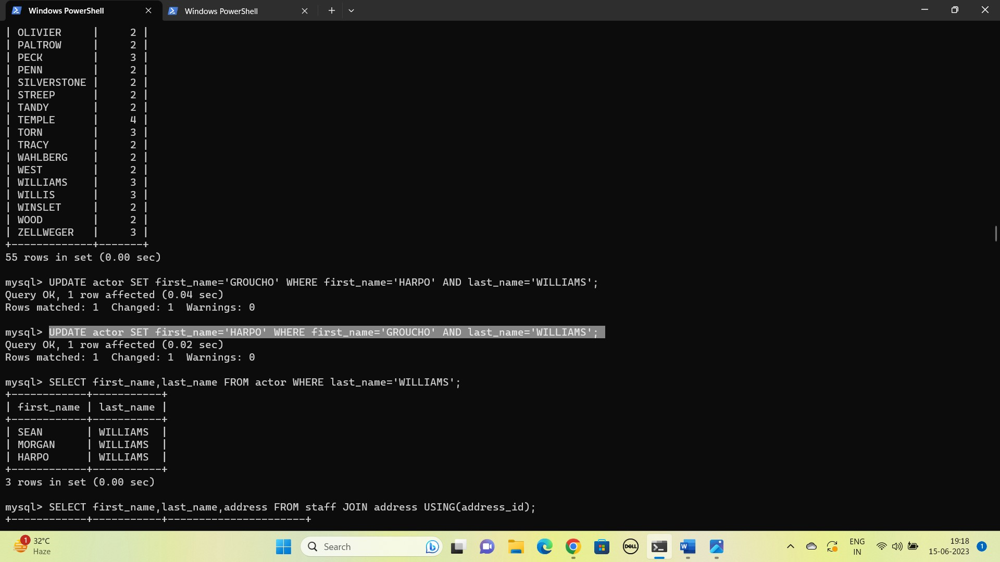 Windows PowerShell
Windows PowerShell
| OLIVIER     |     2 |
| PALTROW     |     2 |
| PECK        |     3 |
| PENN        |     2 |
| SILVERSTONE |     2 |
| STREEP      |     2 |
| TANDY       |     2 |
| TEMPLE      |     4 |
| TORN        |     3 |
| TRACY       |     2 |
| WAHLBERG    |     2 |
| WEST        |     2 |
| WILLIAMS    |     3 |
| WILLIS      |     3 |
| WINSLET     |     2 |
| WOOD        |     2 |
| ZELLWEGER   |     3 |
+-------------+-------+
55 rows in set (0.00 sec)
mysql> UPDATE actor SET first_name='GROUCHO' WHERE first_name='HARPO' AND last_name='WILLIAMS';
Query OK, 1 row affected (0.04 sec)
Rows matched: 1  Changed: 1  Warnings: 0
mysql> UPDATE actor SET first_name='HARPO' WHERE first_name='GROUCHO' AND last_name='WILLIAMS';
Query OK, 1 row affected (0.02 sec)
Rows matched: 1  Changed: 1  Warnings: 0
mysql> SELECT first_name,last_name FROM actor WHERE last_name='WILLIAMS';
+------------+-----------+
| first_name | last_name |
+------------+-----------+
| SEAN       | WILLIAMS  |
| MORGAN     | WILLIAMS  |
| HARPO      | WILLIAMS  |
+------------+-----------+
3 rows in set (0.00 sec)
mysql> SELECT first_name,last_name,address FROM staff JOIN address USING(address_id);
+------------+-----------+----------------------+
1
32°C
Haze
Search
DELL
W
ENG
IN
19:18
15-06-2023
1